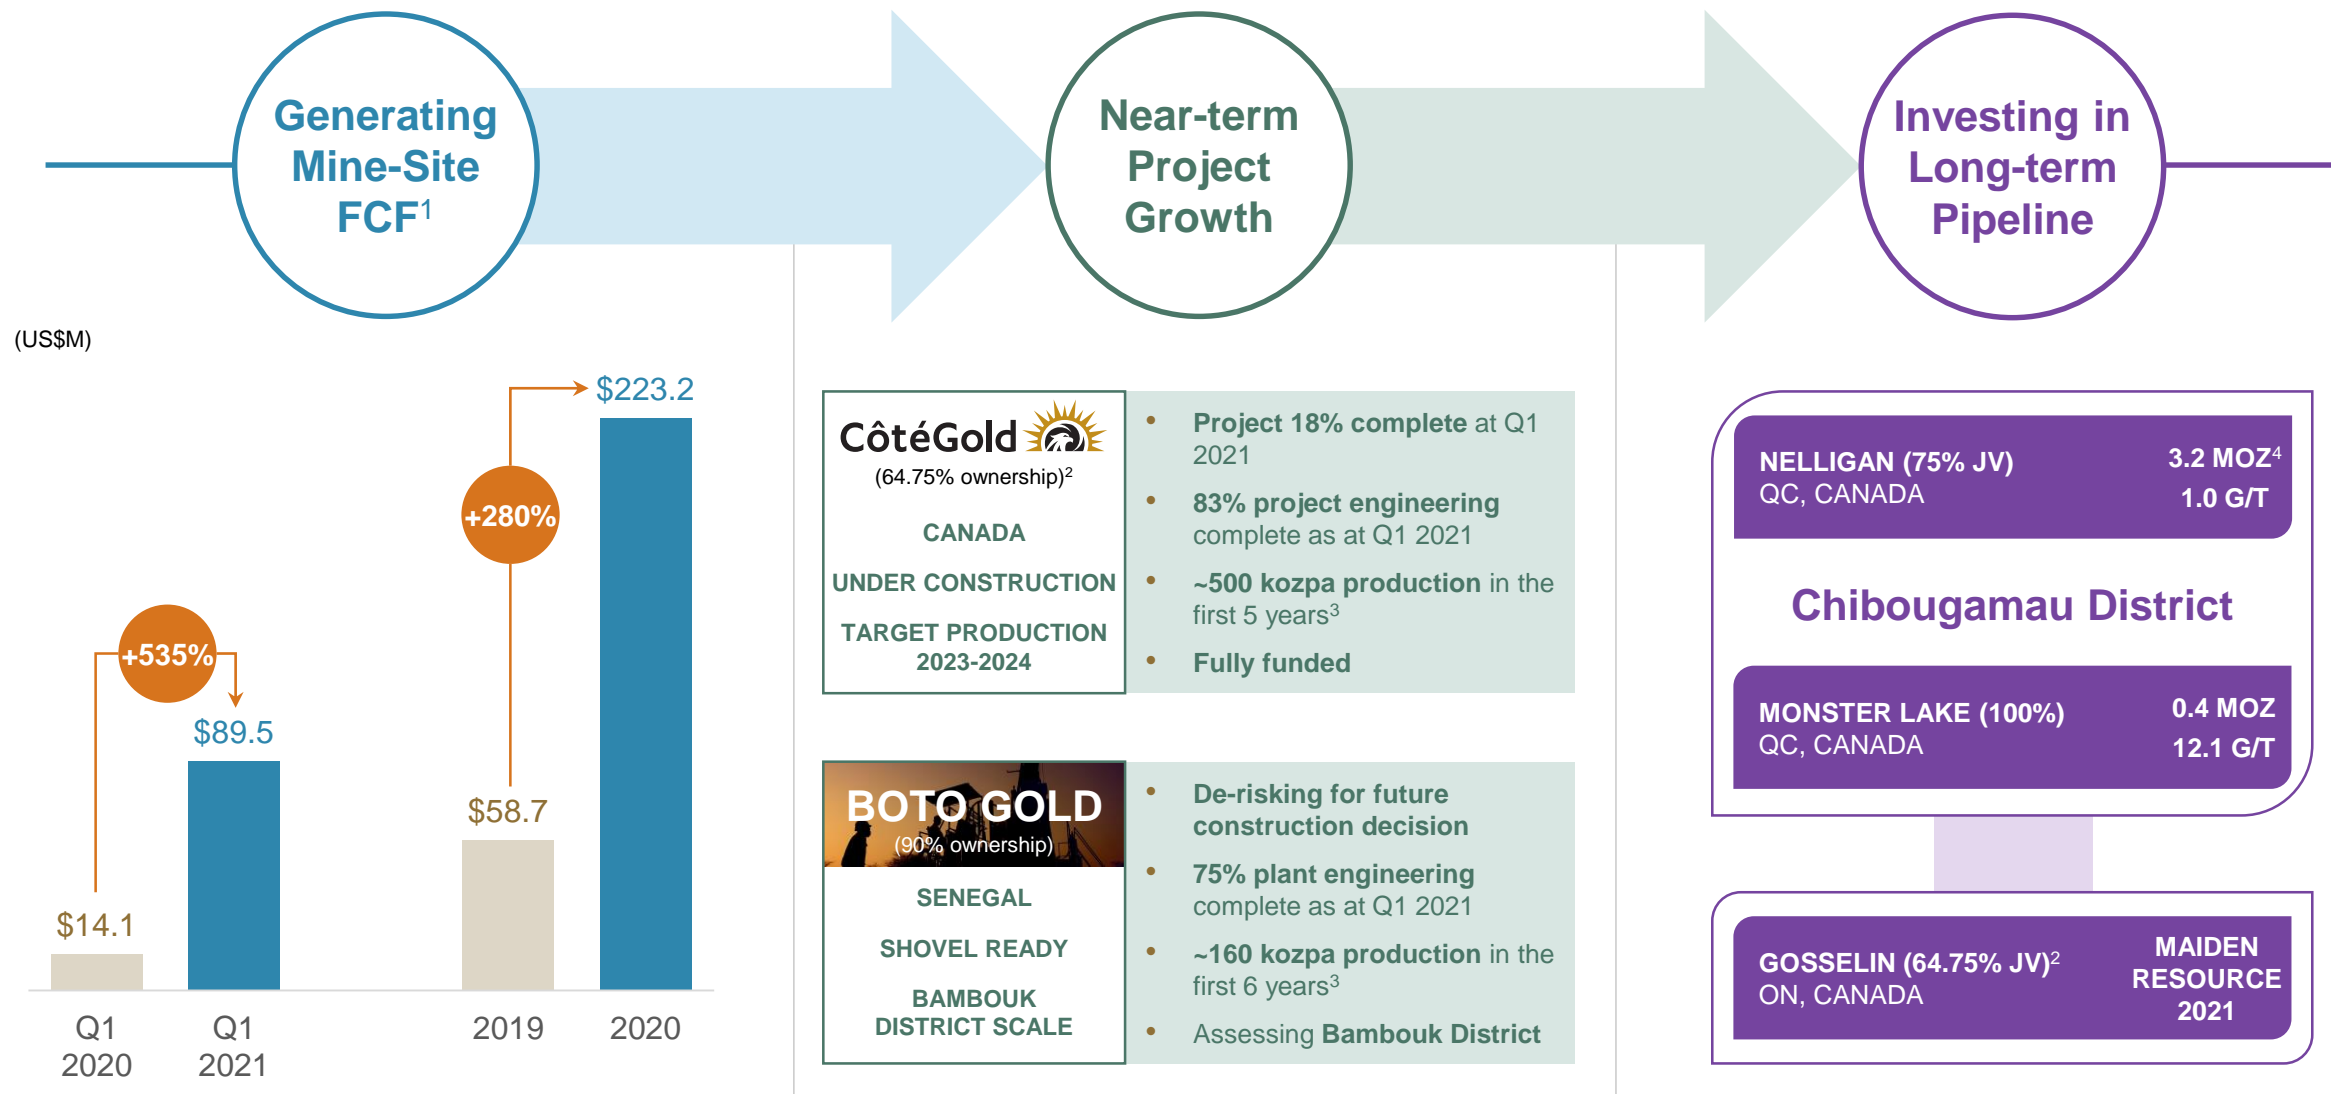 Generating
Mine-Site
FCF1
Near-term
Project
Growth
Investing in
Long-term
Pipeline
(US$M)
$223.2
+280%
+535%
$89.5
$58.7
$14.1
Q1
2020
Q1
2021
2019
2020
CôtéGold
(64.75% ownership)2
CANADA
UNDER CONSTRUCTION
TARGET PRODUCTION
2023-2024
• Project 18% complete at Q1
2021
• 83% project engineering
complete as at Q1 2021
• ~500 kozpa production in the
first 5 years3
• Fully funded
BOTO GOLD
(90% ownership)
SENEGAL
SHOVEL READY
BAMBOUK
DISTRICT SCALE
• De-risking for future
construction decision
• 75% plant engineering
complete as at Q1 2021
• ~160 kozpa production in the
first 6 years3
• Assessing Bambouk District
NELLIGAN (75% JV)
QC, CANADA
3.2 MOZ4
1.0 G/T
Chibougamau District
MONSTER LAKE (100%)
QC, CANADA
0.4 MOZ
12.1 G/T
GOSSELIN (64.75% JV)2
ON, CANADA
MAIDEN
RESOURCE
2021